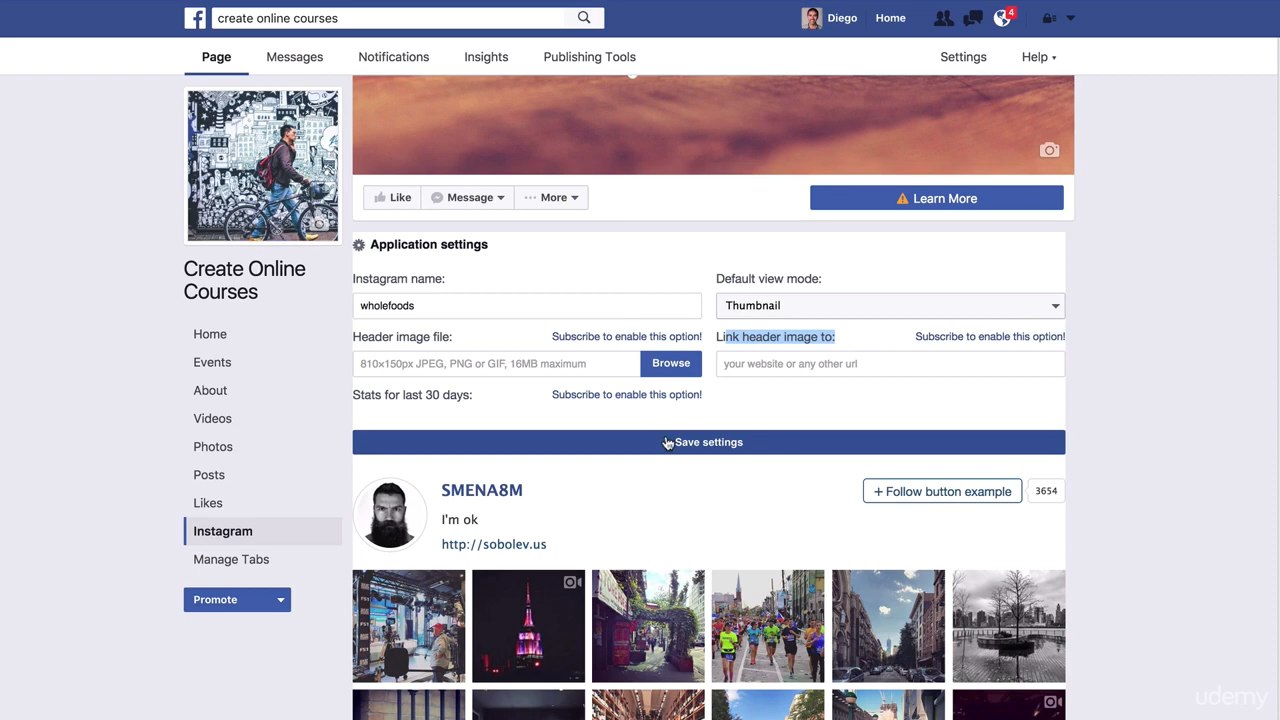 create online courses
Diego
Home
4
Page
Messages
Notifications
Insights
Publishing Tools
Settings
Help
Like
Message
More
Learn More
Create Online
Courses
Home
Events
About
Videos
Photos
Posts
Likes
Instagram
Manage Tabs
Promote
Application settings
Instagram name:
Default view mode:
wholefoods
Thumbnail
Header image file:
Subscribe to enable this option!
Link header image to:
Subscribe to enable this option!
810×150px JPEG, PNG or GIF, 16MB maximum
Browse
your website or any other url
Stats for last 30 days:
Subscribe to enable this option!
Save settings
SMENA8M
+ Follow button example
3654
I'm ok
http://sobolev.us
udemy